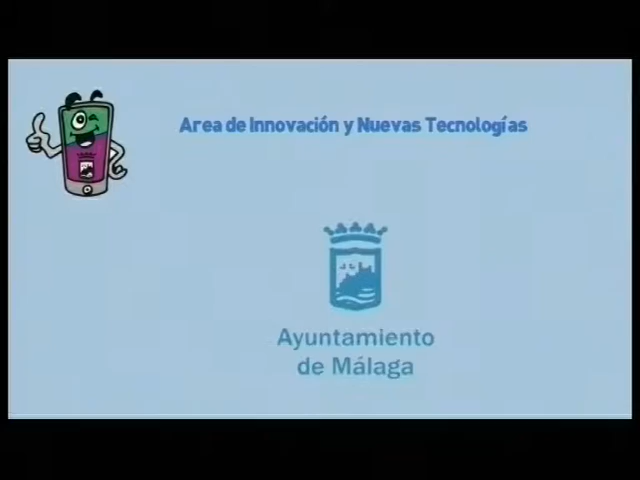 Area de Innovación y Nuevas Tecnologías
Ayuntamiento
de Málaga